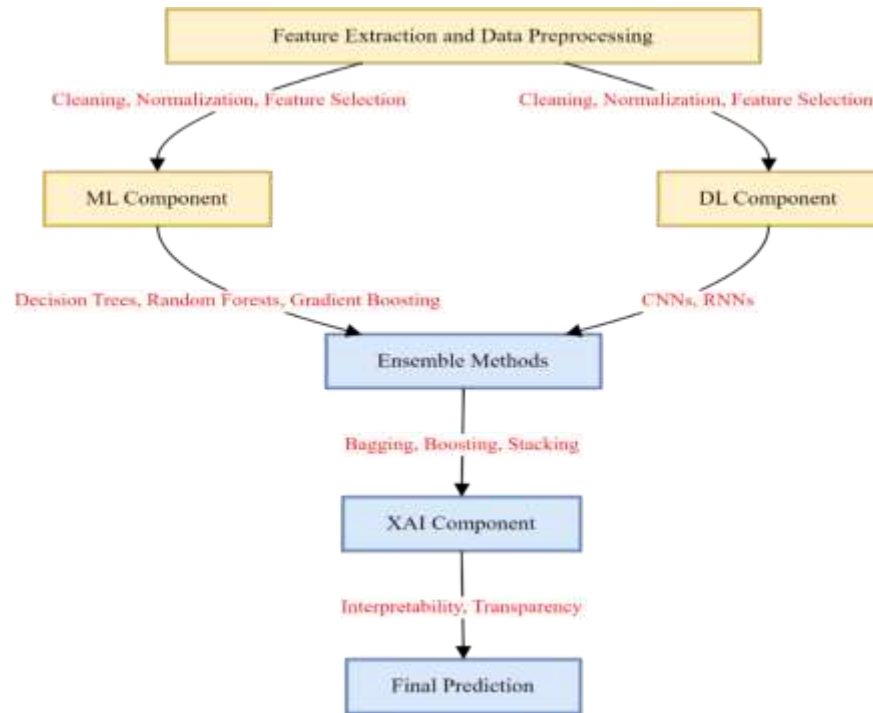 Feature Extraction and Data Preprocessing
Cleaning, Normalization, Feature Selection
Cleaning, Normalization, Feature Selection
ML Component
DL Component
Decision Trees, Random Forests, Gradient Boosting
CNNs, RNNs
Ensemble Methods
Bagging, Boosting, Stacking
XAI Component
Interpretability, Transparency
Final Prediction